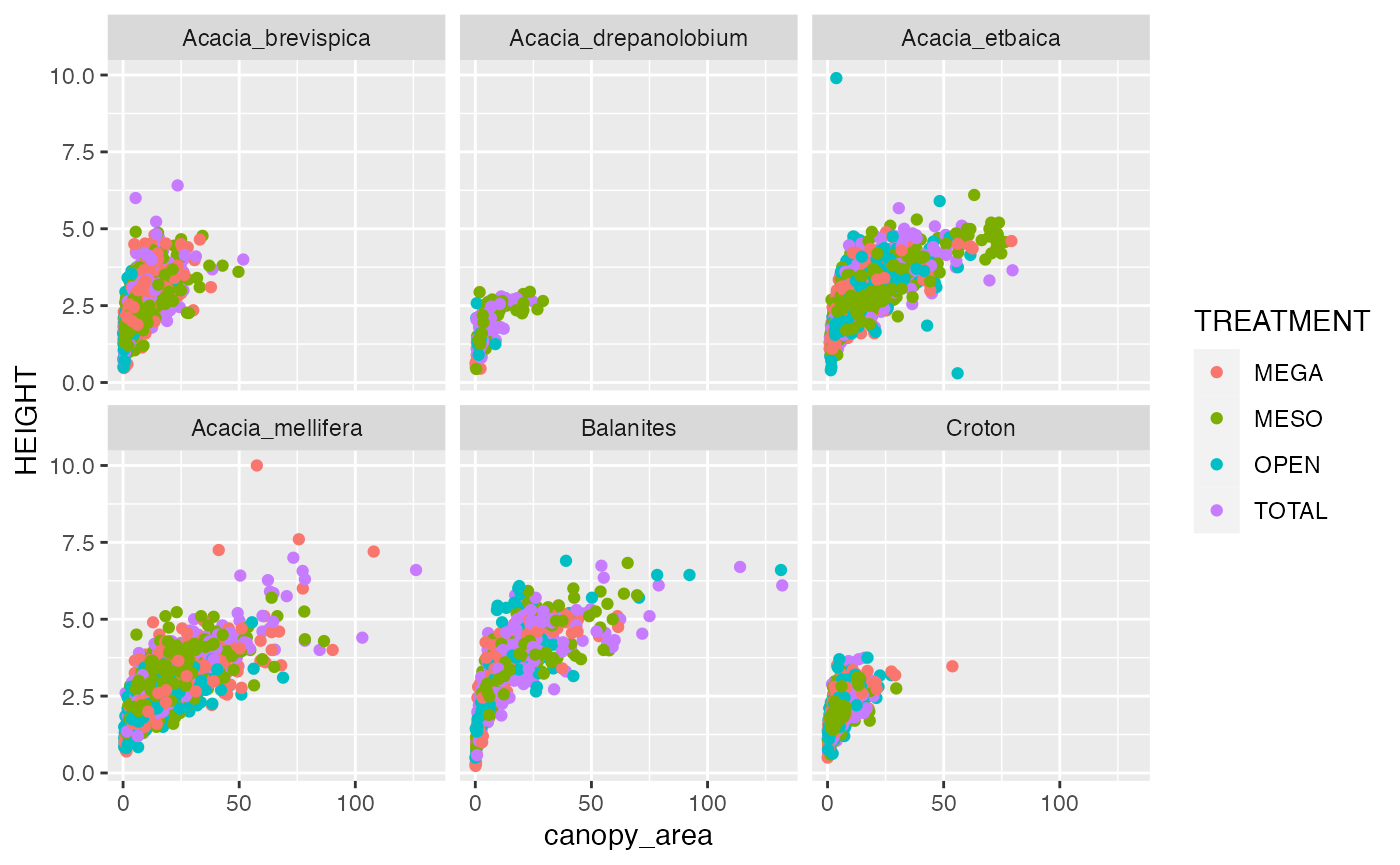 Acacia_brevispica Acacia_drepanolobium Acacia_etbaica
10.0
7.5
5.0
2.5
0.0
Acacia_mellifera Balanites Croton
10.0
7.5
5.0
2.5
0.0
0 50 100 0 50 100 0 50 100
canopy_area
HEIGHT
TREATMENT
MEGA
MESO
OPEN
TOTAL